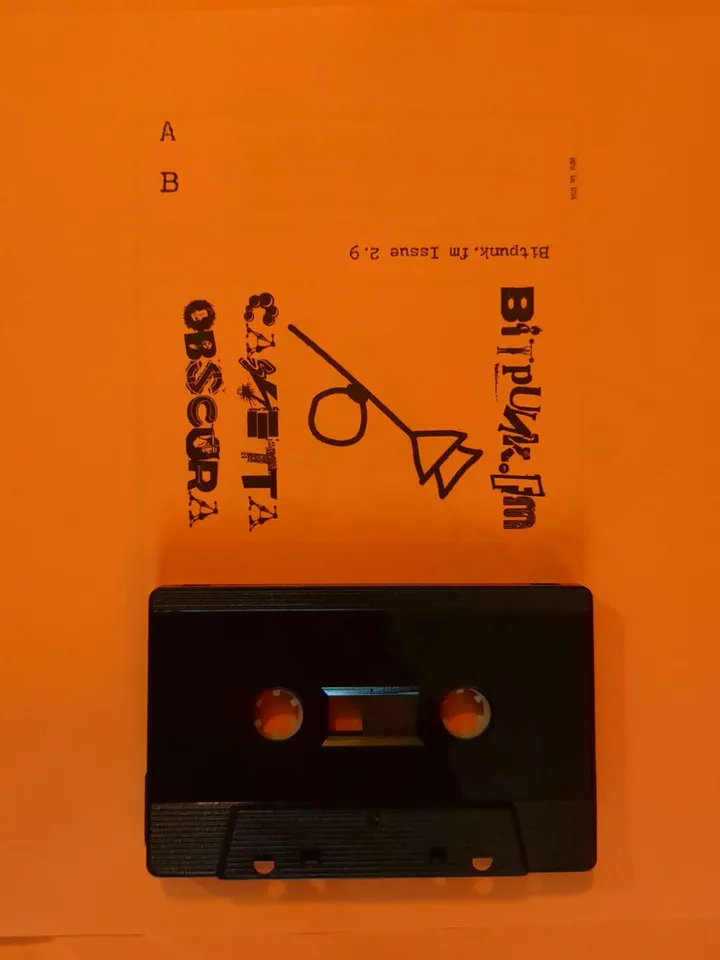 A
B
Bitpunk.fm Issue 2.9
BiTpUnk.fm
CASSETTA
OBSCURA